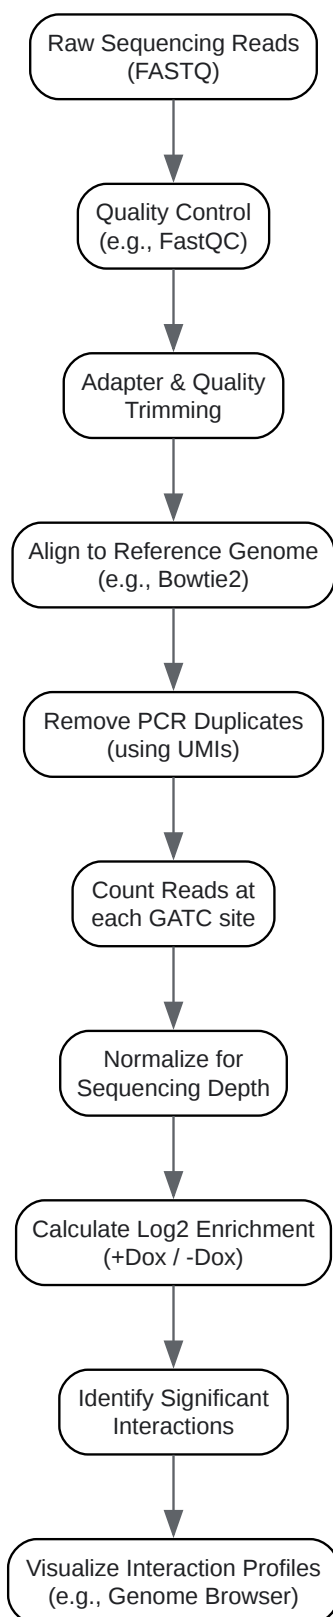 Raw Sequencing Reads
(FASTQ)
Quality Control
(e.g., FastQC)
Adapter & Quality
Trimming
Align to Reference Genome
(e.g., Bowtie2)
Remove PCR Duplicates
(using UMIs)
Count Reads at
each GATC site
Normalize for
Sequencing Depth
Calculate Log2 Enrichment
(+Dox / -Dox)
Identify Significant
Interactions
Visualize Interaction Profiles
(e.g., Genome Browser)